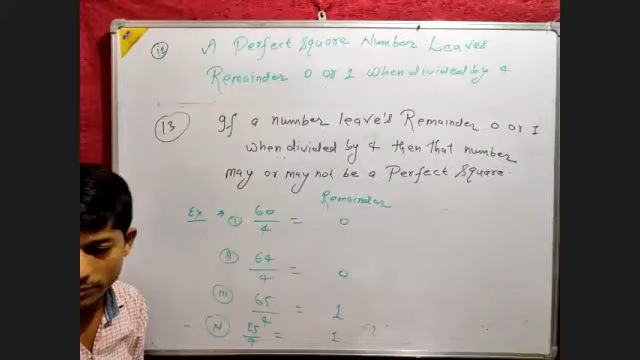 (12) A Perfect Square Number Leaves
Remainder 0 or 1 when divided by 4
(13) If a number leave's Remainder 0 or 1
when divided by 4 then that number
may or may not be a Perfect Square.
Remainder
Ex → (I) 60/4 = 0
(II) 64/4 = 0
(III) 65/4 = 1
(IV) 25/4 = 1